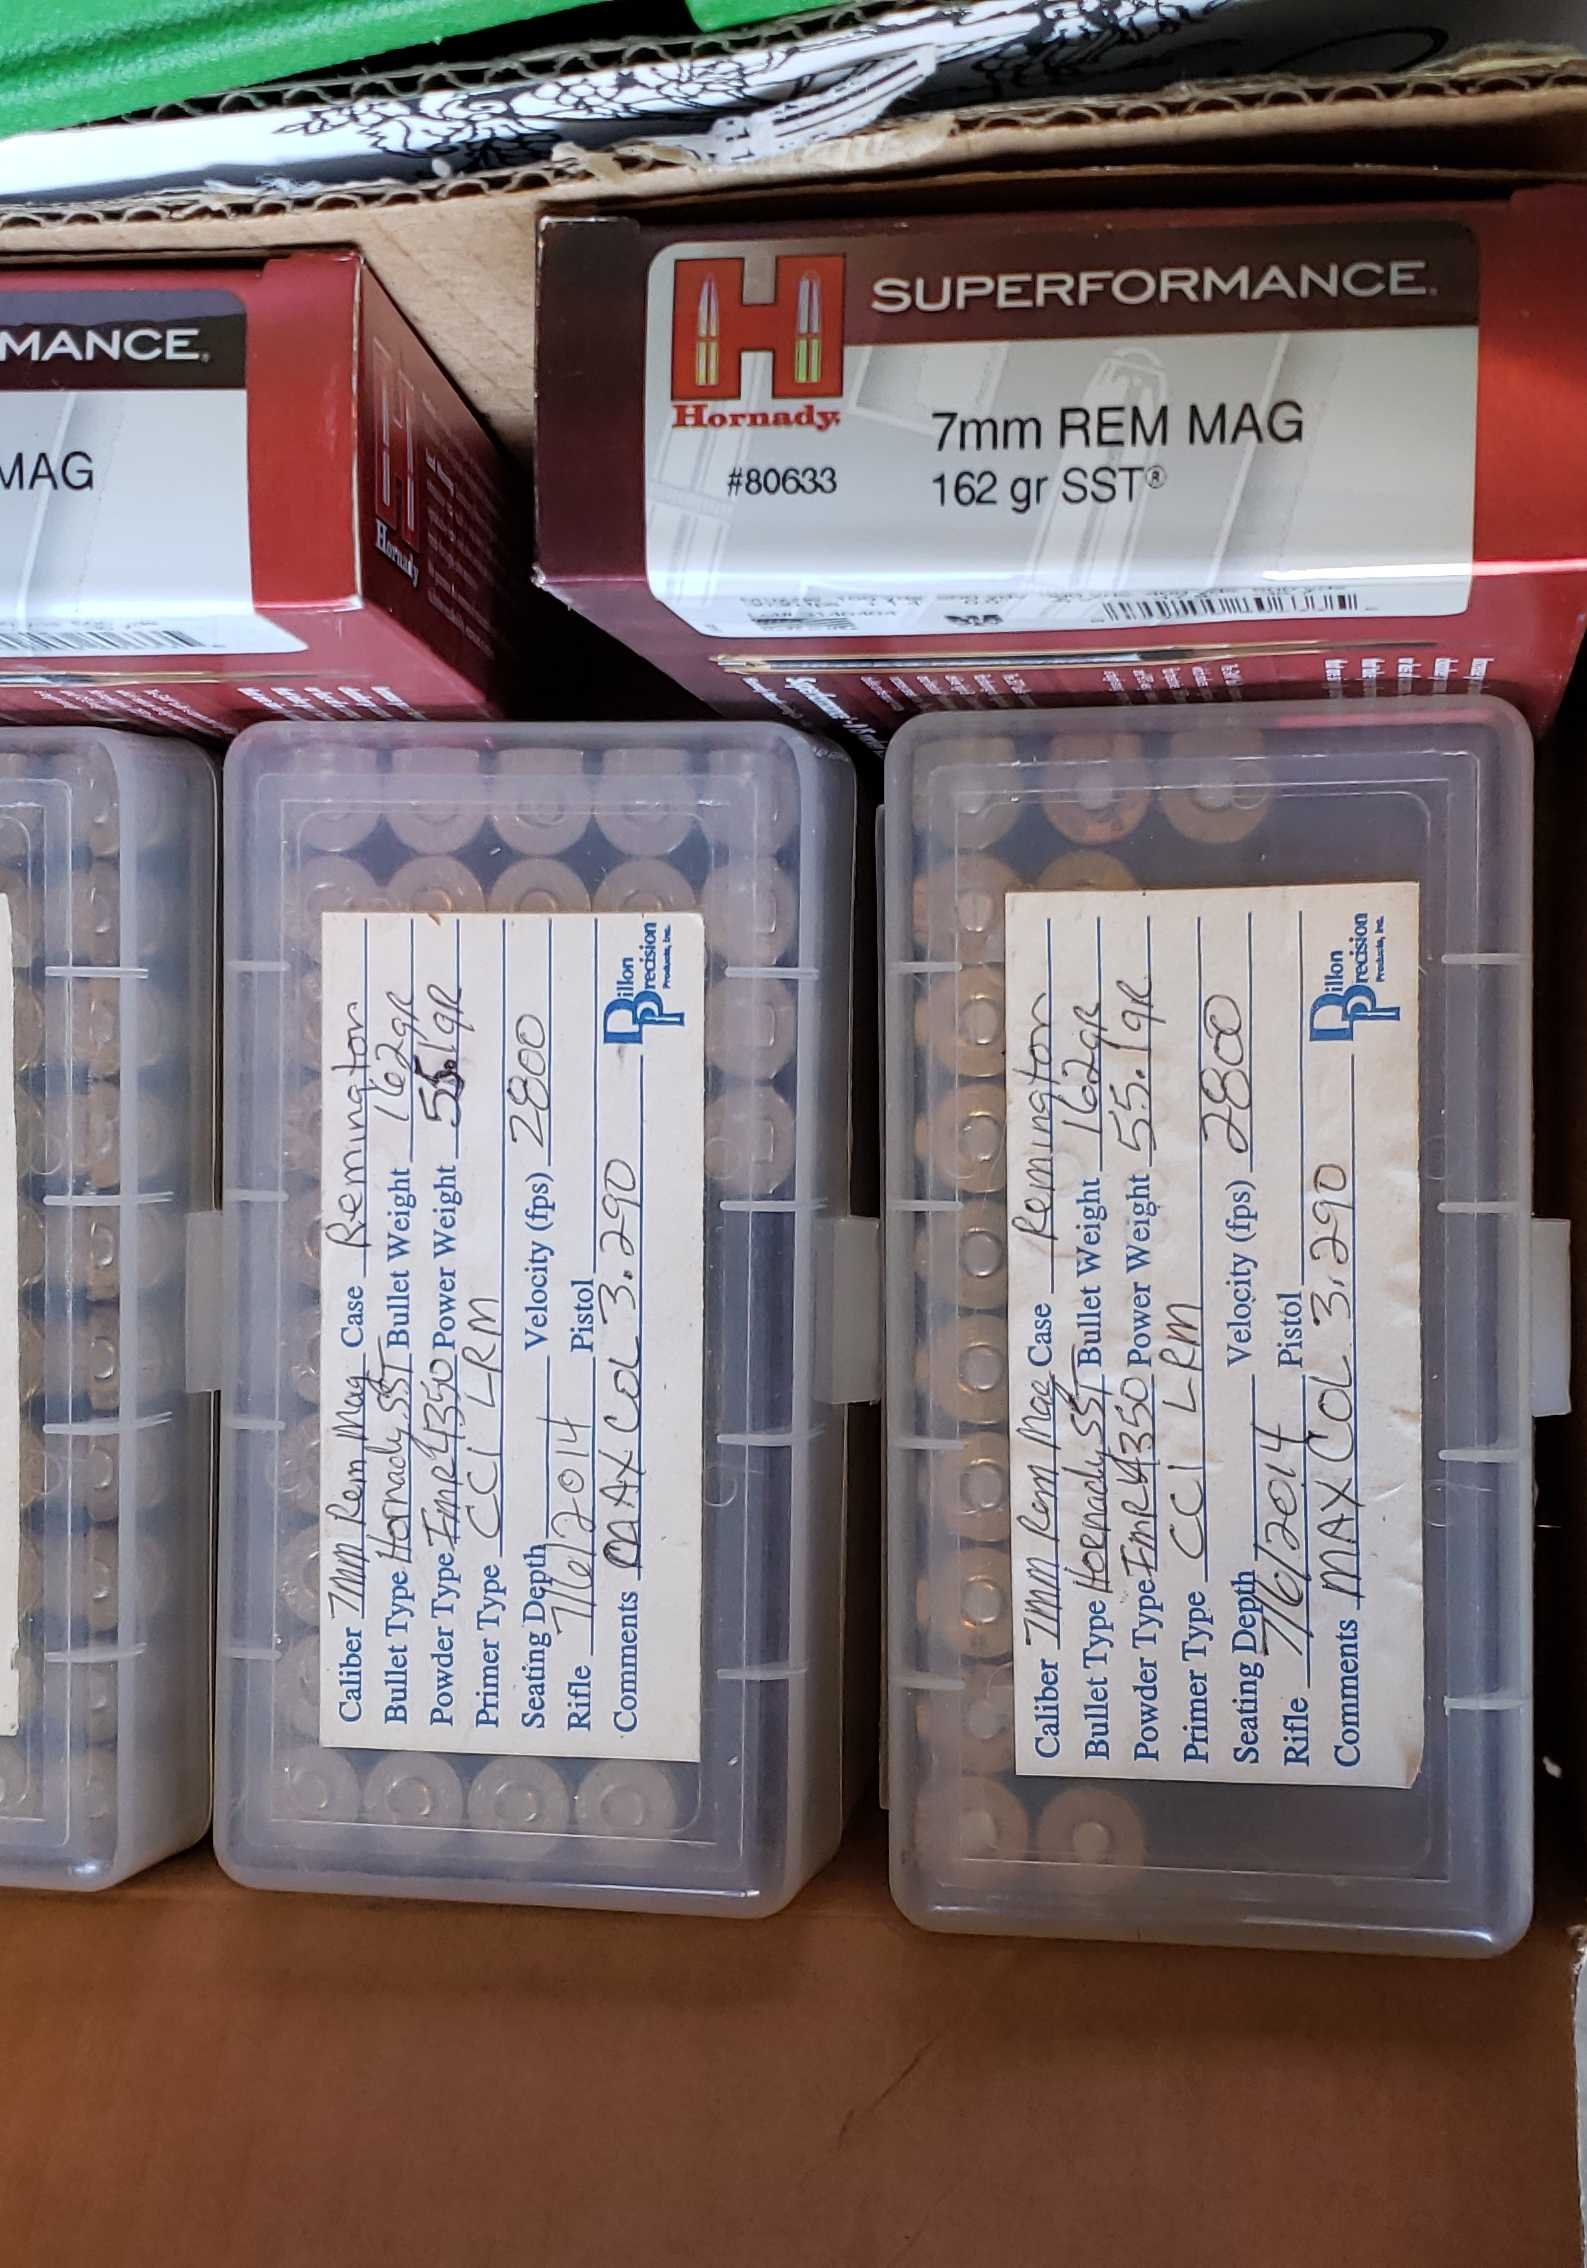 MANCE.
MAG
Hornady
SUPERFORMANCE.
Hornady
7mm REM MAG
#80633
162 gr SST®
Caliber 7mm Rem Mag Case Remington
Bullet Type Hornady SST Bullet Weight 162gR
Powder Type ImR 4350 Power Weight 55.1gR
Primer Type CCI LRM
Seating Depth Velocity (fps) 2800
Rifle 7/6/2014 Pistol
Comments MAX COL 3.290
Dillon Precision Products, Inc.
Caliber 7mm Rem Mag Case Remington
Bullet Type Hornady SST Bullet Weight 162gR
Powder Type ImR 4350 Power Weight 55.1gR
Primer Type CCI LRM
Seating Depth Velocity (fps) 2800
Rifle 7/6/2014 Pistol
Comments MAX COL 3.290
Dillon Precision Products, Inc.